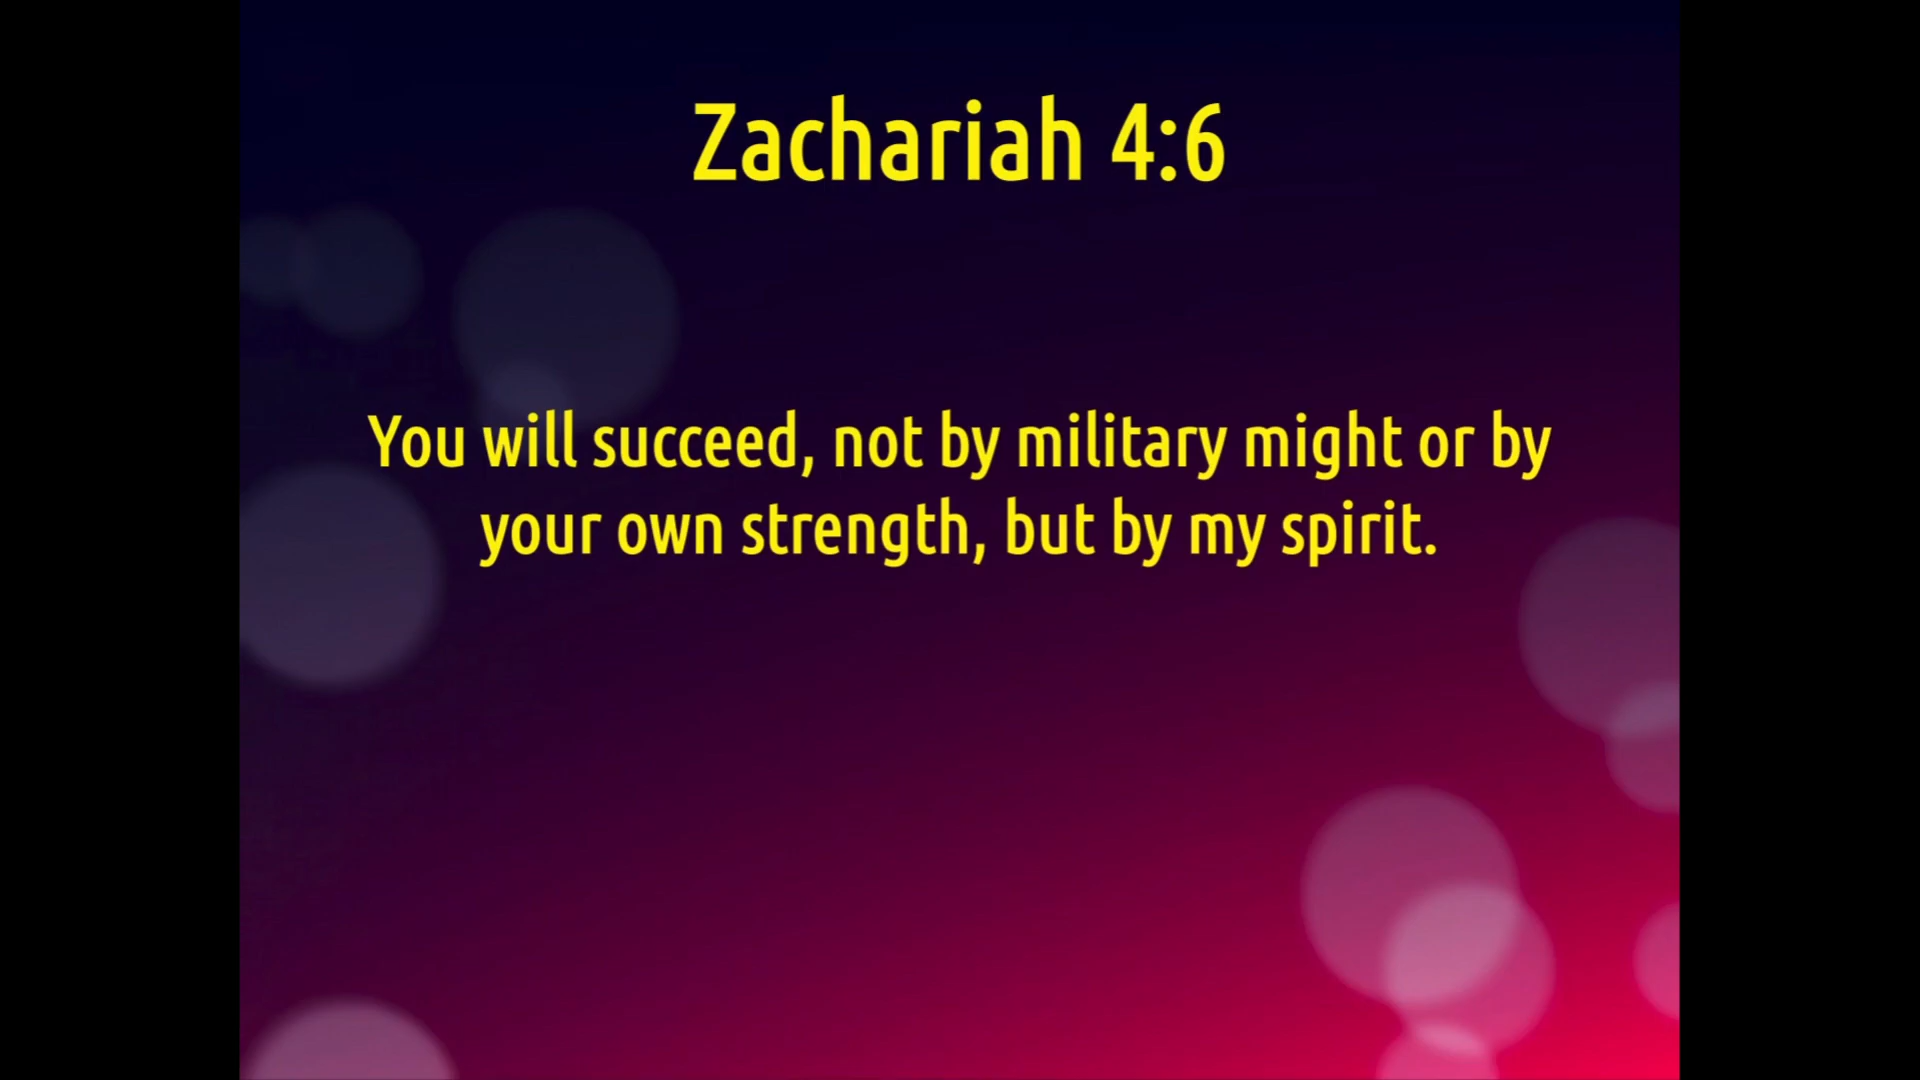 Zachariah 4:6
You will succeed, not by military might or by
your own strength, but by my spirit.